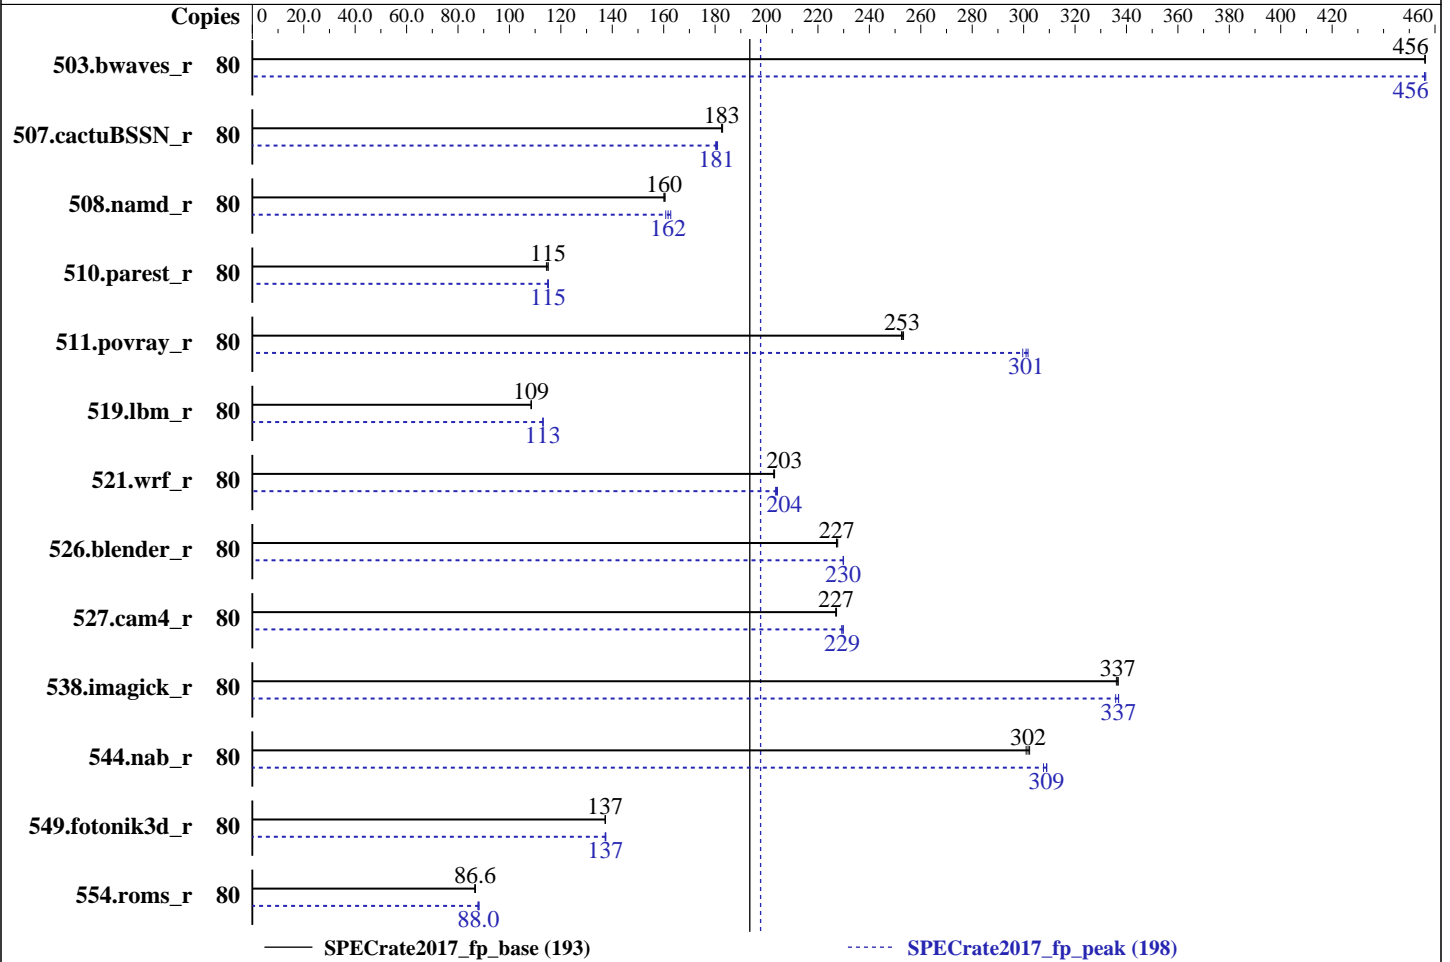 Copies 0 20.0 40.0 60.0 80.0 100 120 140 160 180 200 220 240 260 280 300 320 340 360 380 400 420 460
503.bwaves_r 80 456
456
507.cactuBSSN_r 80 183
181
508.namd_r 80 160
162
510.parest_r 80 115
115
511.povray_r 80 253
301
519.lbm_r 80 109
113
521.wrf_r 80 203
204
526.blender_r 80 227
230
527.cam4_r 80 227
229
538.imagick_r 80 337
337
544.nab_r 80 302
309
549.fotonik3d_r 80 137
137
554.roms_r 80 86.6
88.0
SPECrate2017_fp_base (193) SPECrate2017_fp_peak (198)